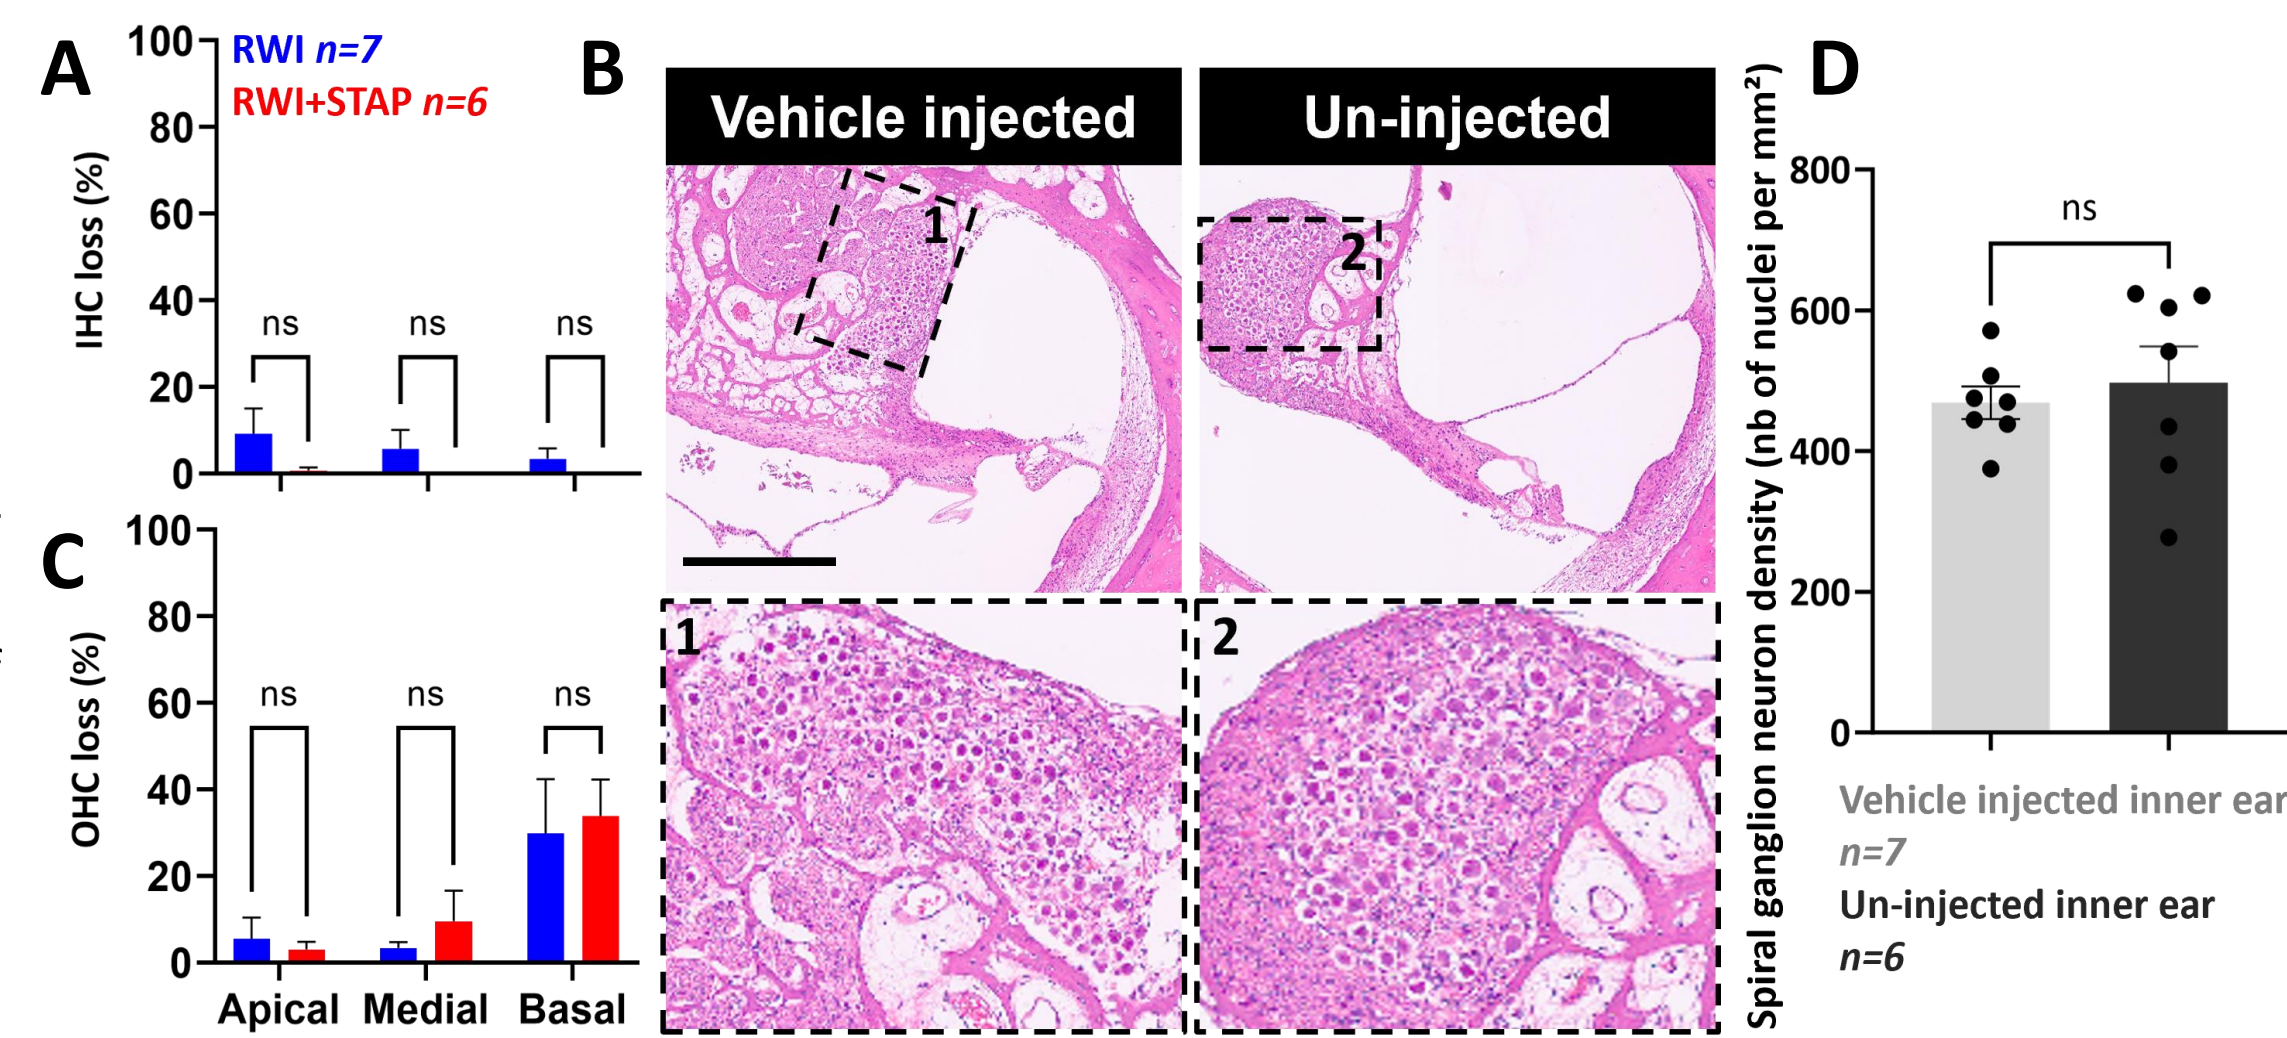 A
100
80
60
40
20
0
IHC loss (%)
RWI n=7
RWI+STAP n=6
ns
ns
ns
C
100
80
60
40
20
0
OHC loss (%)
ns
ns
ns
Apical
Medial
Basal
B
Vehicle injected
Un-injected
1
2
1
2
D
Spiral ganglion neuron density (nb of nuclei per mm²)
800
600
400
200
0
ns
Vehicle injected inner ear
n=7
Un-injected inner ear
n=6